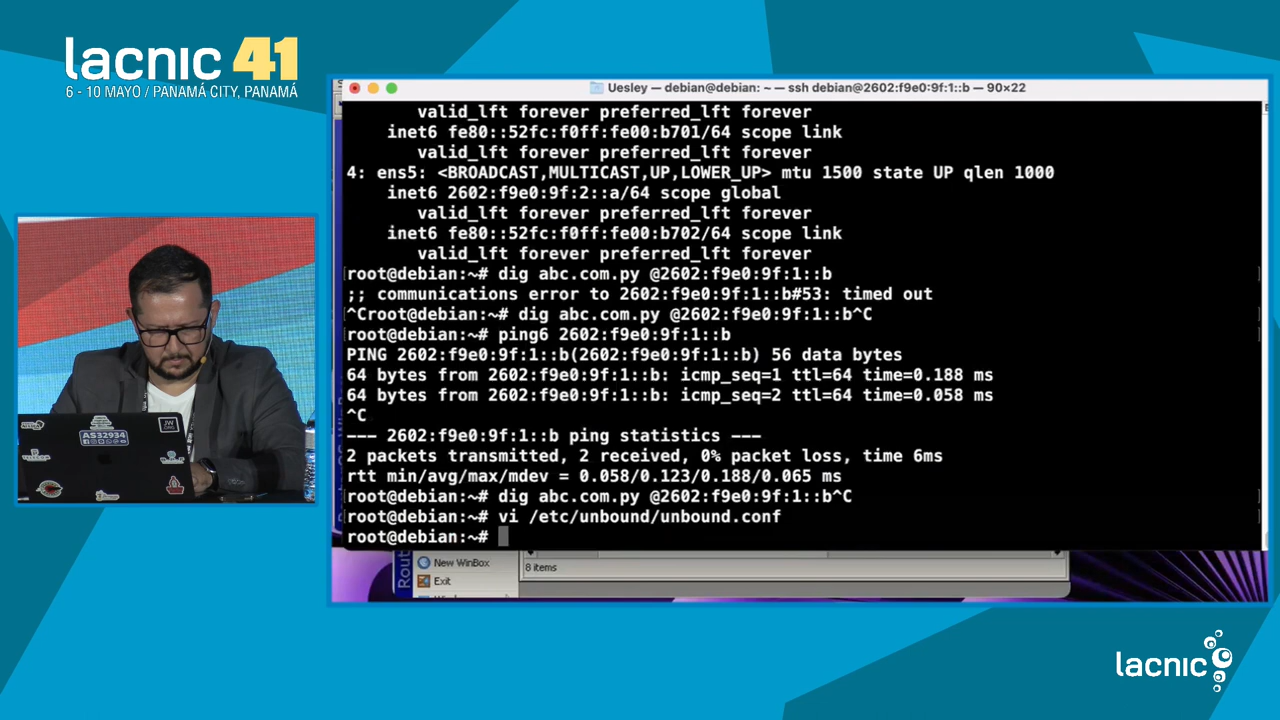 lacnic 41
6 - 10 MAYO / PANAMÁ CITY, PANAMÁ
Uesley — debian@debian: ~ — ssh debian@2602:f9e0:9f:1::b — 90×22
valid_lft forever preferred_lft forever
inet6 fe80::52fc:f0ff:fe00:b701/64 scope link
valid_lft forever preferred_lft forever
4: ens5: <BROADCAST,MULTICAST,UP,LOWER_UP> mtu 1500 state UP qlen 1000
inet6 2602:f9e0:9f:2::a/64 scope global
valid_lft forever preferred_lft forever
inet6 fe80::52fc:f0ff:fe00:b702/64 scope link
valid_lft forever preferred_lft forever
root@debian:~# dig abc.com.py @2602:f9e0:9f:1::b
;; communications error to 2602:f9e0:9f:1::b#53: timed out
^Croot@debian:~# dig abc.com.py @2602:f9e0:9f:1::b^C
root@debian:~# ping6 2602:f9e0:9f:1::b
PING 2602:f9e0:9f:1::b(2602:f9e0:9f:1::b) 56 data bytes
64 bytes from 2602:f9e0:9f:1::b: icmp_seq=1 ttl=64 time=0.188 ms
64 bytes from 2602:f9e0:9f:1::b: icmp_seq=2 ttl=64 time=0.058 ms
^C
--- 2602:f9e0:9f:1::b ping statistics ---
2 packets transmitted, 2 received, 0% packet loss, time 6ms
rtt min/avg/max/mdev = 0.058/0.123/0.188/0.065 ms
root@debian:~# dig abc.com.py @2602:f9e0:9f:1::b^C
root@debian:~# vi /etc/unbound/unbound.conf
root@debian:~#
New WinBox
Exit
8 items
AS32934
JW
lacnic